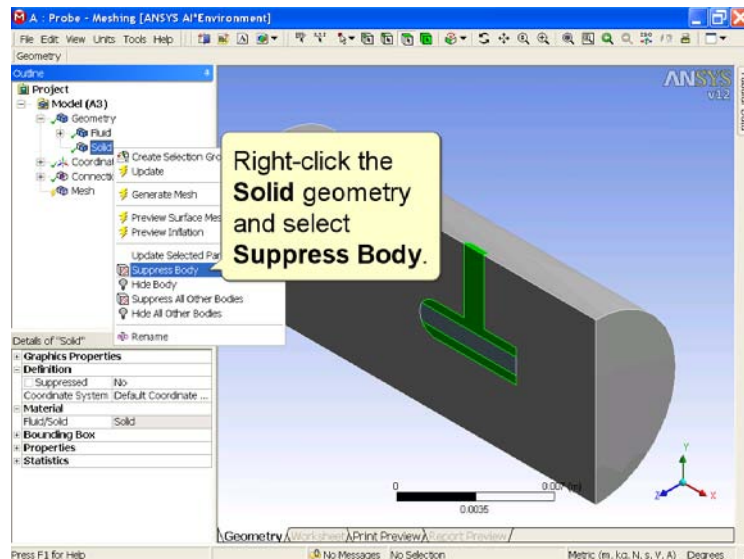 A : Probe - Meshing [ANSYS AI*Environment]
File Edit View Units Tools Help
Geometry
Outline
Project
Model (A3)
Geometry
Fluid
Solid
Connecti
Mesh
Create Selection Gro
Update
Generate Mesh
Preview Surface Mes
Preview Inflation
Update Selected Par
Suppress Body
Hide Body
Suppress All Other Bodies
Hide All Other Bodies
Rename
Right-click the
Solid geometry
and select
Suppress Body.
ANSYS
v12
Details of "Solid"
Graphics Properties
Definition
Suppressed No
Coordinate System Default Coordinate ...
Material
Fluid/Solid Solid
Bounding Box
Properties
Statistics
0 0.007 (m)
0.0035
Y
Z X
Geometry Worksheet Print Preview Report Preview
Press F1 for Help No Messages No Selection Metric (m, kg, N, s, V, A) Degrees